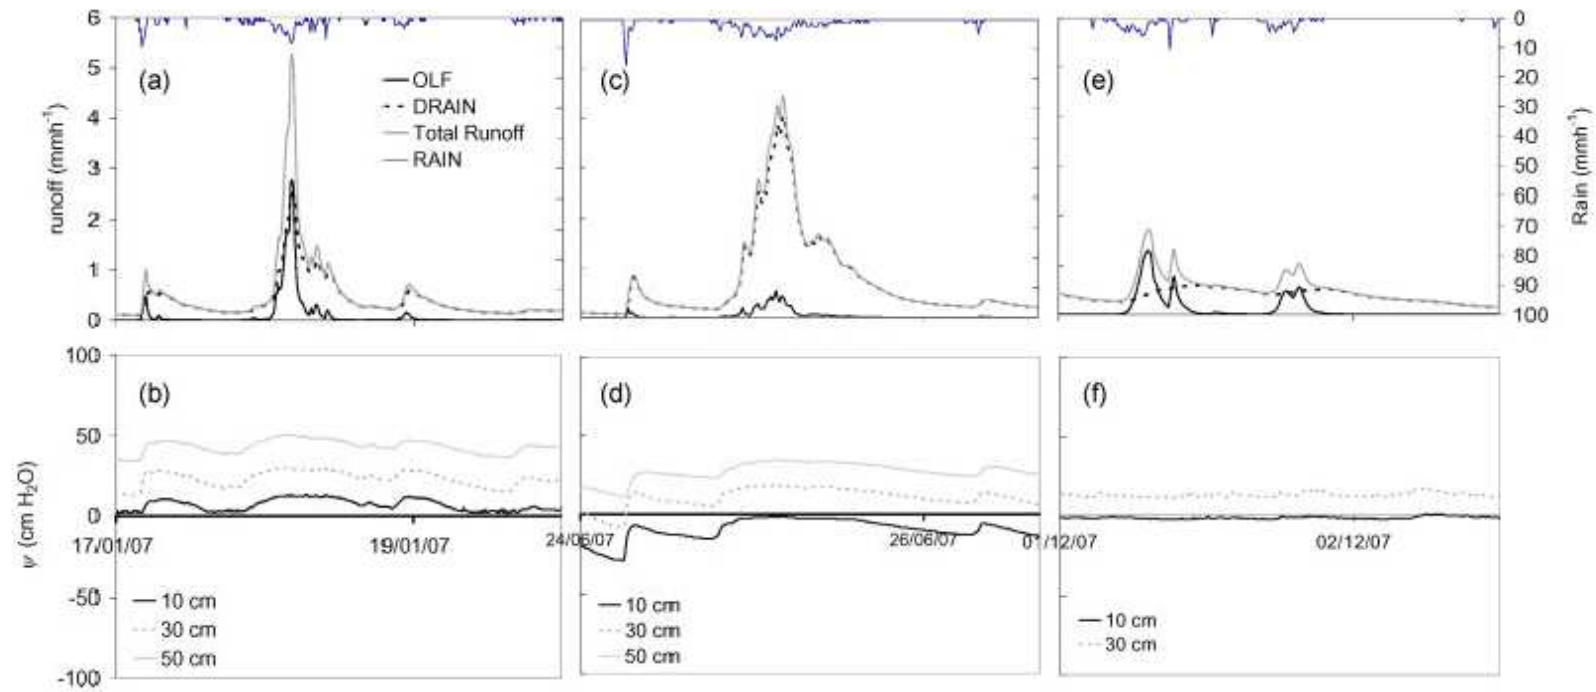 6
5
4
3
2
1
0
runoff (mmh-1)
(a)
OLF
DRAIN
Total Runoff
RAIN
(c)
(e)
0
10
20
30
40
50
60
70
80
90
100
Rain (mmh-1)
100
50
0
-50
-100
ψ (cm H2O)
(b)
(d)
(f)
17/01/07
19/01/07
24/06/07
26/06/07
01/12/07
02/12/07
10 cm
30 cm
50 cm
10 cm
30 cm
50 cm
10 cm
30 cm